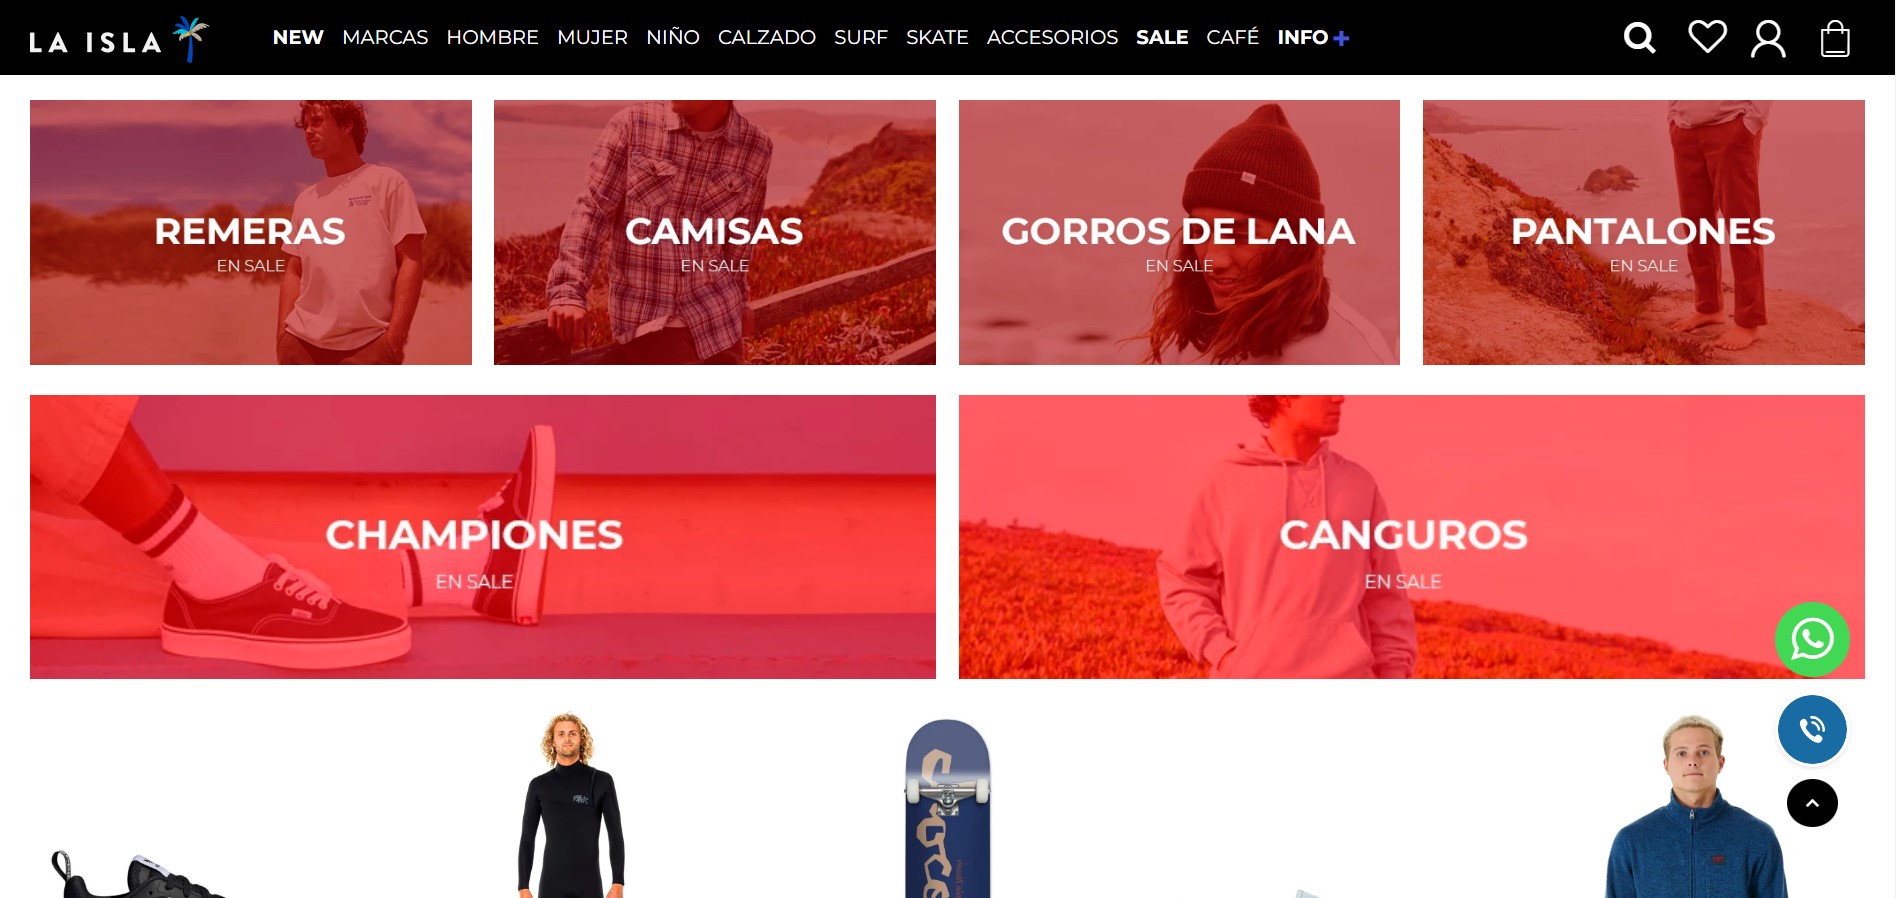 LA ISLA
NEW MARCAS HOMBRE MUJER NIÑO CALZADO SURF SKATE ACCESORIOS SALE CAFÉ INFO+
REMERAS
EN SALE
CAMISAS
EN SALE
GORROS DE LANA
EN SALE
PANTALONES
EN SALE
CHAMPIONES
EN SALE
CANGUROS
EN SALE